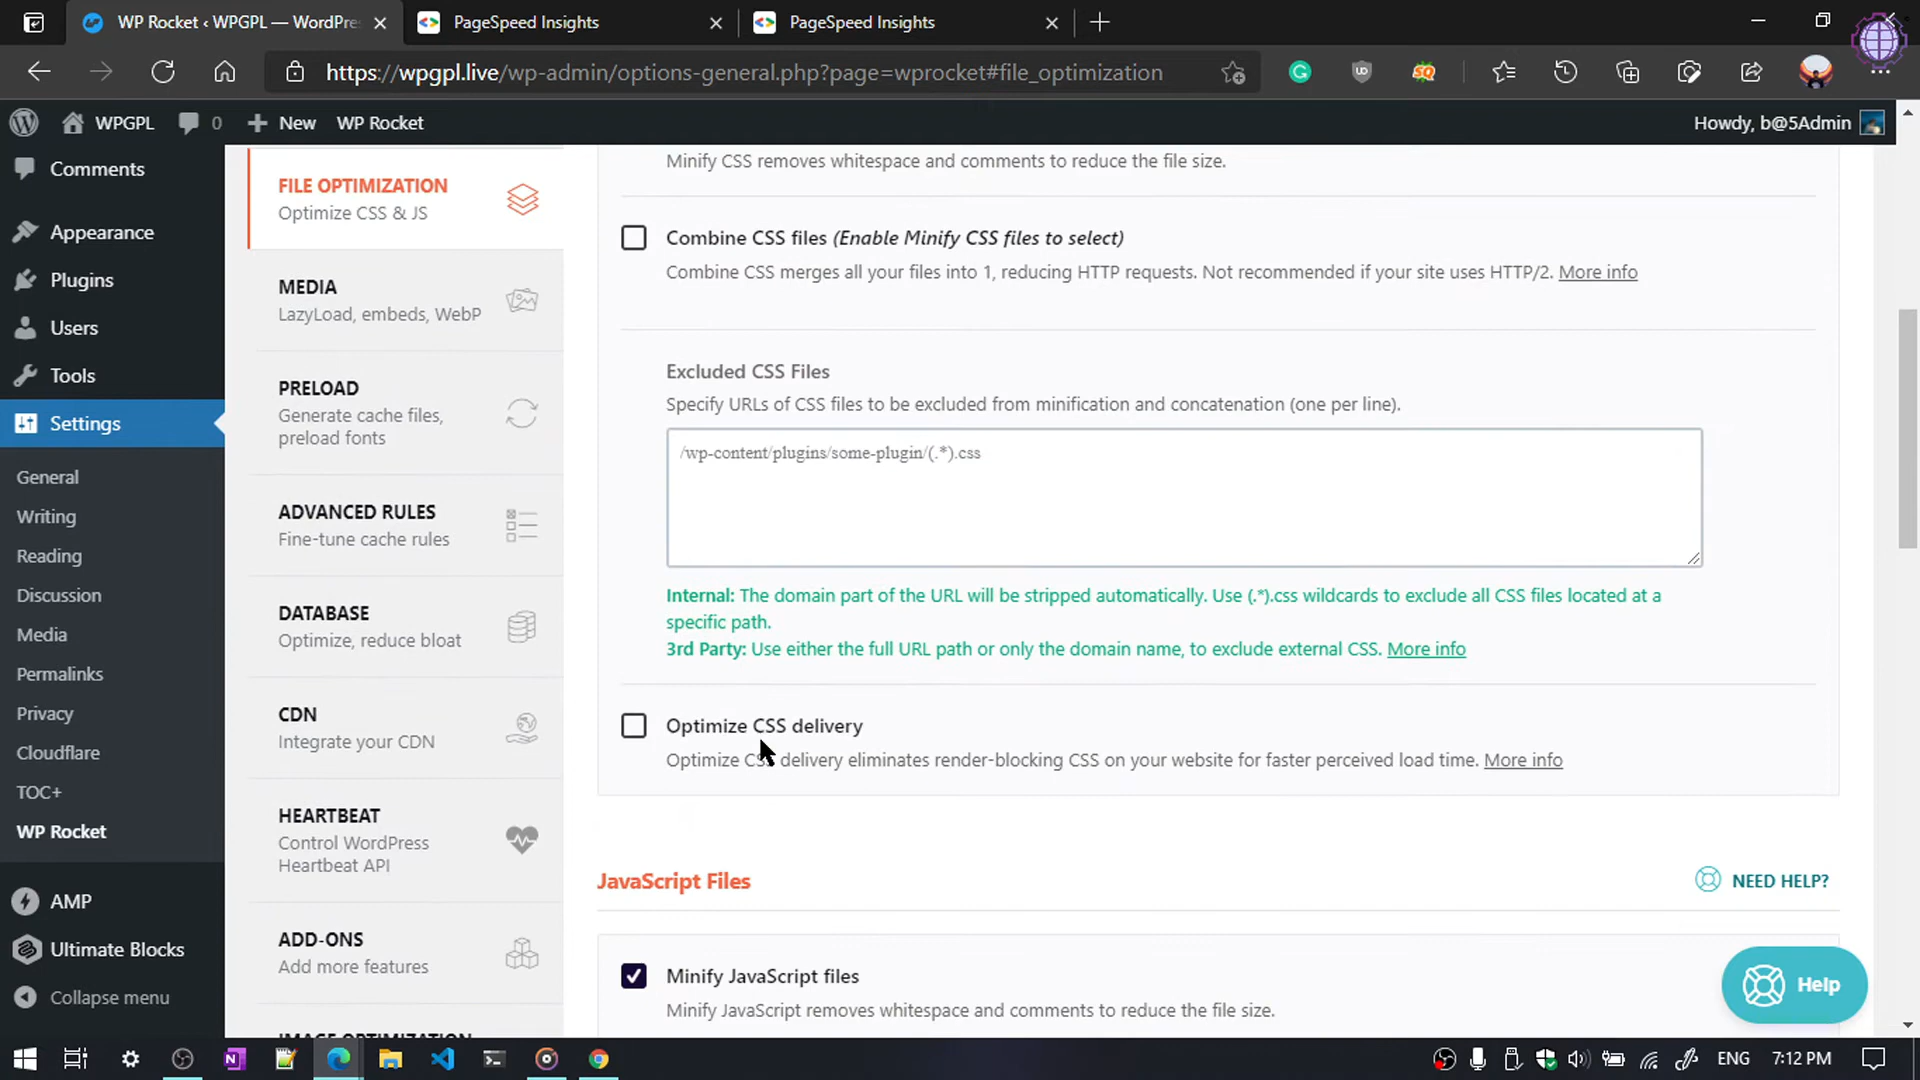 WP Rocket ‹ WPGPL — WordPre
PageSpeed Insights
PageSpeed Insights
https://wpgpl.live/wp-admin/options-general.php?page=wprocket#file_optimization
WPGPL
0
New
WP Rocket
Howdy, b@5Admin
Comments
Appearance
Plugins
Users
Tools
Settings
General
Writing
Reading
Discussion
Media
Permalinks
Privacy
Cloudflare
TOC+
WP Rocket
AMP
Ultimate Blocks
Collapse menu
FILE OPTIMIZATION
Optimize CSS & JS
MEDIA
LazyLoad, embeds, WebP
PRELOAD
Generate cache files,
preload fonts
ADVANCED RULES
Fine-tune cache rules
DATABASE
Optimize, reduce bloat
CDN
Integrate your CDN
HEARTBEAT
Control WordPress
Heartbeat API
ADD-ONS
Add more features
IMAGE OPTIMIZATION
Minify CSS removes whitespace and comments to reduce the file size.
Combine CSS files (Enable Minify CSS files to select)
Combine CSS merges all your files into 1, reducing HTTP requests. Not recommended if your site uses HTTP/2. More info
Excluded CSS Files
Specify URLs of CSS files to be excluded from minification and concatenation (one per line).
/wp-content/plugins/some-plugin/(.*).css
Internal: The domain part of the URL will be stripped automatically. Use (.*).css wildcards to exclude all CSS files located at a
specific path.
3rd Party: Use either the full URL path or only the domain name, to exclude external CSS. More info
Optimize CSS delivery
Optimize CSS delivery eliminates render-blocking CSS on your website for faster perceived load time. More info
JavaScript Files
NEED HELP?
Minify JavaScript files
Minify JavaScript removes whitespace and comments to reduce the file size.
Help
ENG
7:12 PM